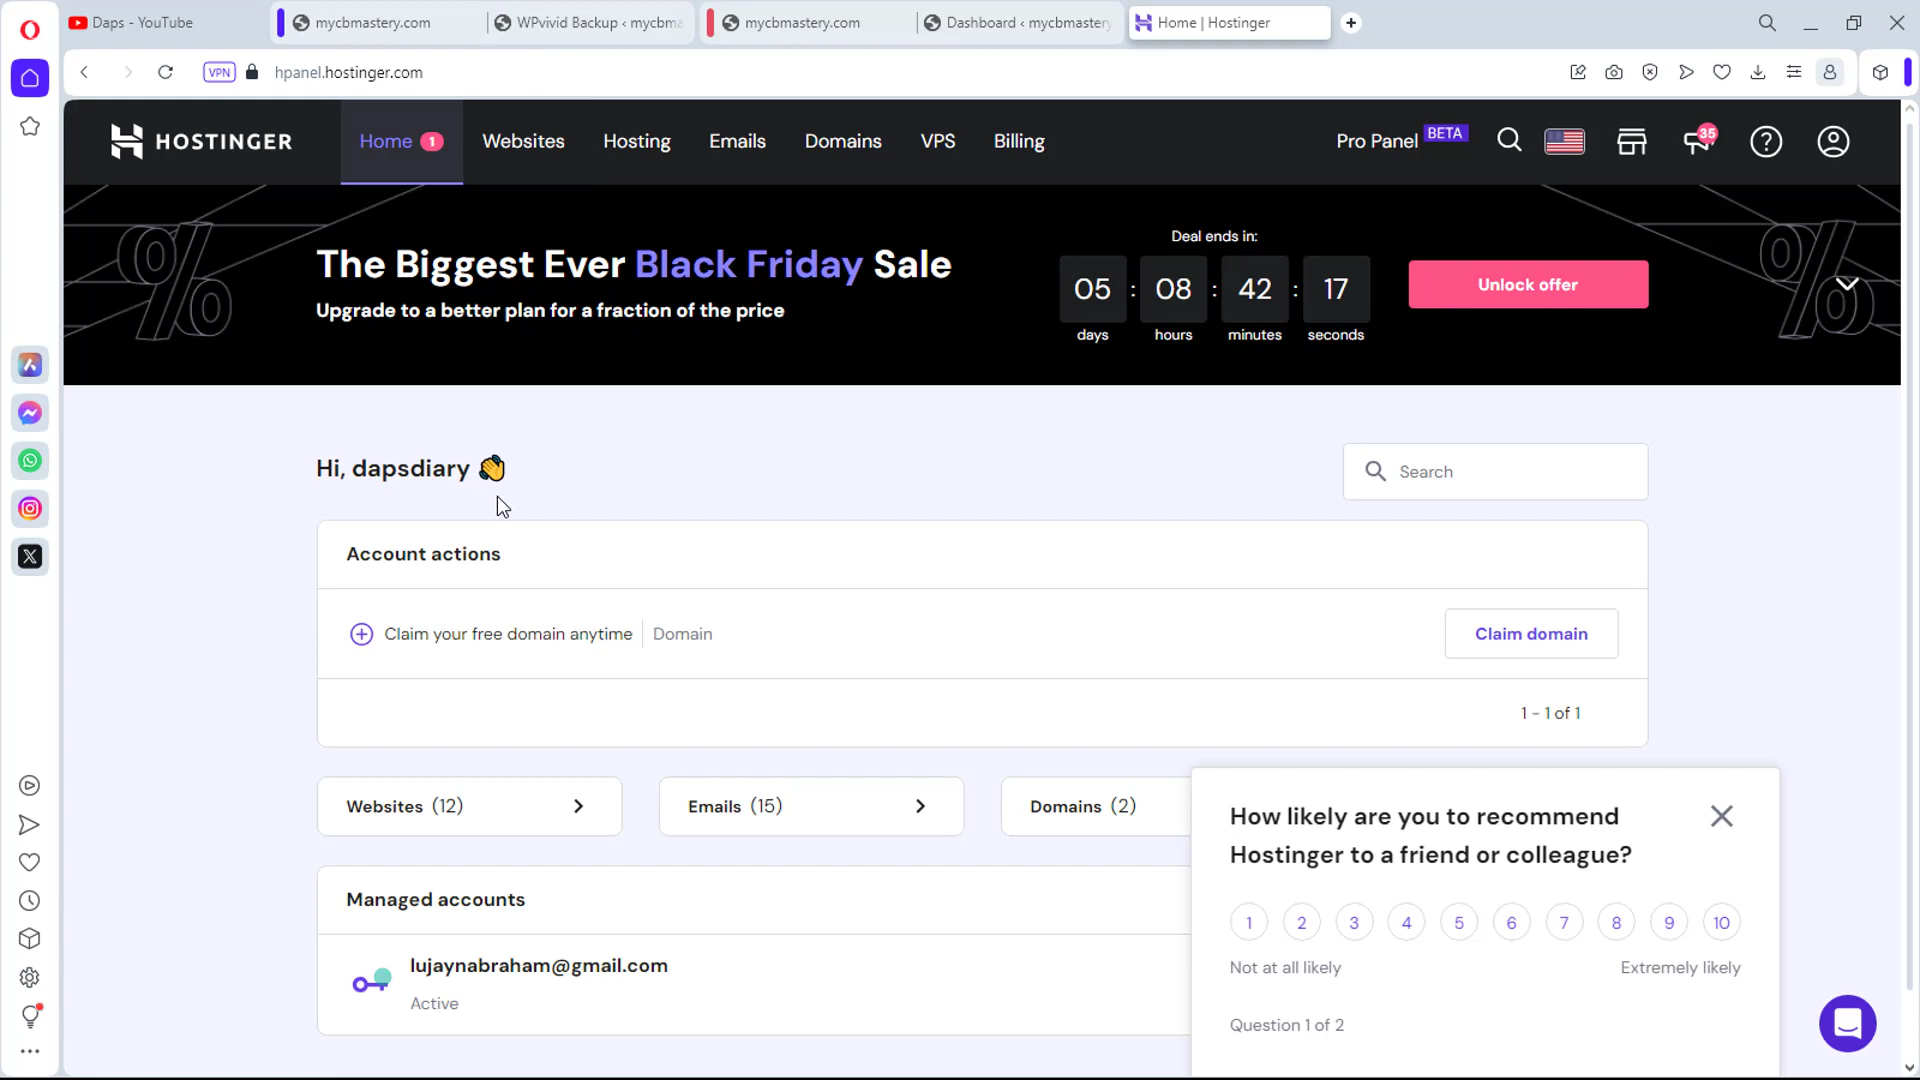 Daps - YouTube
mycbmastery.com
WPvivid Backup ‹ mycbma
mycbmastery.com
Dashboard ‹ mycbmastery
Home | Hostinger
VPN
hpanel.hostinger.com
HOSTINGER
Home 1
Websites
Hosting
Emails
Domains
VPS
Billing
Pro Panel BETA
35
The Biggest Ever Black Friday Sale
Upgrade to a better plan for a fraction of the price
Deal ends in:
05 : 08 : 42 : 17
days hours minutes seconds
Unlock offer
Hi, dapsdiary
Search
Account actions
Claim your free domain anytime
Domain
Claim domain
1 - 1 of 1
Websites (12)
Emails (15)
Domains (2)
Managed accounts
lujaynabraham@gmail.com
Active
How likely are you to recommend
Hostinger to a friend or colleague?
1 2 3 4 5 6 7 8 9 10
Not at all likely
Extremely likely
Question 1 of 2